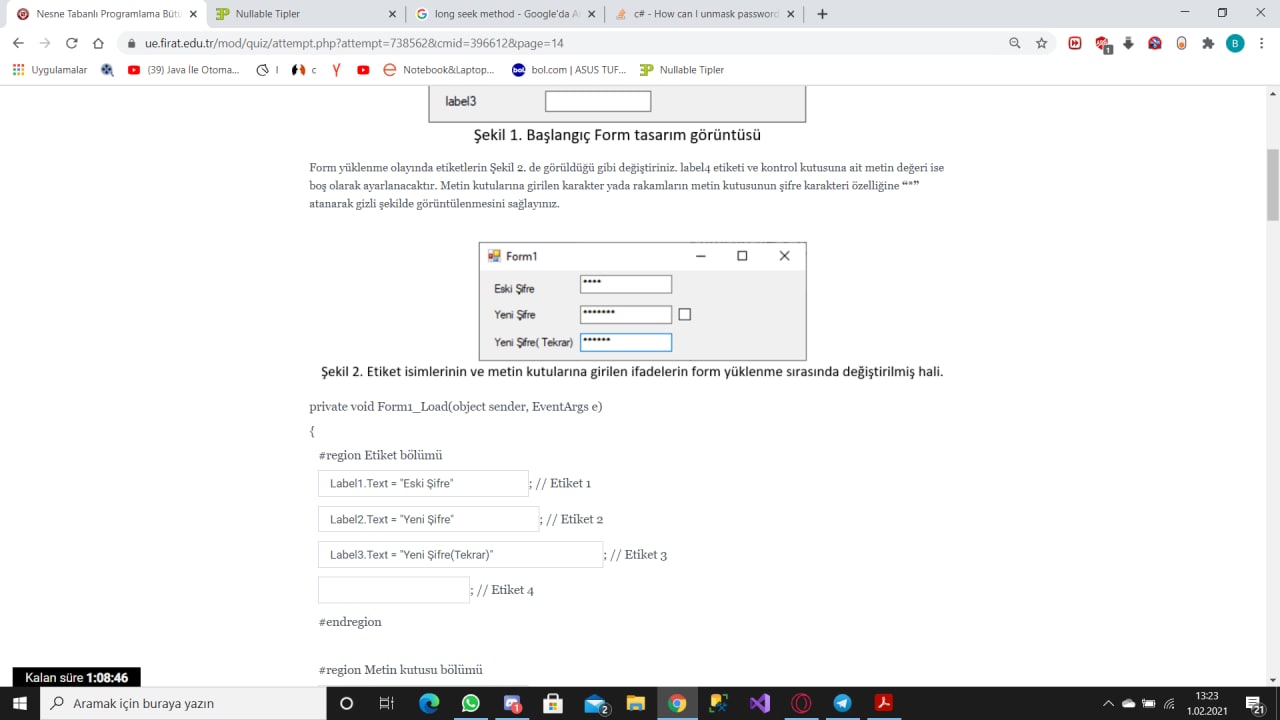 Nesne Tabanlı Programlama Bütü
Nullable Tipler
long seek method - Google'da A
c# - How can I unmask password
ue.firat.edu.tr/mod/quiz/attempt.php?attempt=738562&cmid=396612&page=14
1
B
Uygulamalar
(39) Java İle Otoma...
I
c
Notebook&Laptop...
bol.com | ASUS TUF...
Nullable Tipler
label3
Şekil 1. Başlangıç Form tasarım görüntüsü
Form yüklenme olayında etiketlerin Şekil 2. de görüldüğü gibi değiştiriniz. label4 etiketi ve kontrol kutusuna ait metin değeri ise
boş olarak ayarlanacaktır. Metin kutularına girilen karakter yada rakamların metin kutusunun şifre karakteri özelliğine “*”
atanarak gizli şekilde görüntülenmesini sağlayınız.
Form1
Eski Şifre ****
Yeni Şifre *******
Yeni Şifre( Tekrar) ******
Şekil 2. Etiket isimlerinin ve metin kutularına girilen ifadelerin form yüklenme sırasında değiştirilmiş hali.
private void Form1_Load(object sender, EventArgs e)
{
#region Etiket bölümü
Label1.Text = "Eski Şifre" ; // Etiket 1
Label2.Text = "Yeni Şifre" ; // Etiket 2
Label3.Text = "Yeni Şifre(Tekrar)" ; // Etiket 3
; // Etiket 4
#endregion
#region Metin kutusu bölümü
Kalan süre 1:08:46
Aramak için buraya yazın
2
13:23
1.02.2021
21